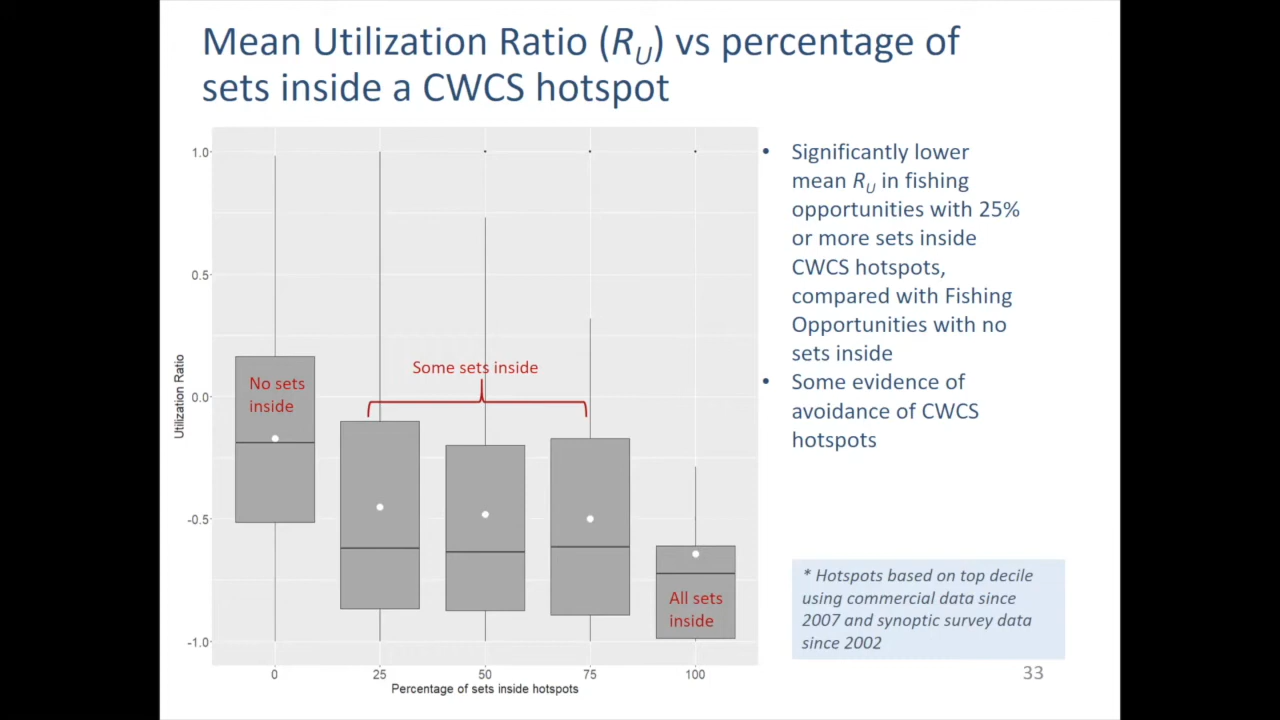 Mean Utilization Ratio (RU) vs percentage of
sets inside a CWCS hotspot
1.0
0.5
0.0
-0.5
-1.0
Utilization Ratio
No sets
inside
Some sets inside
All sets
inside
0
25
50
75
100
Percentage of sets inside hotspots
• Significantly lower
mean RU in fishing
opportunities with 25%
or more sets inside
CWCS hotspots,
compared with Fishing
Opportunities with no
sets inside
• Some evidence of
avoidance of CWCS
hotspots
* Hotspots based on top decile
using commercial data since
2007 and synoptic survey data
since 2002
33